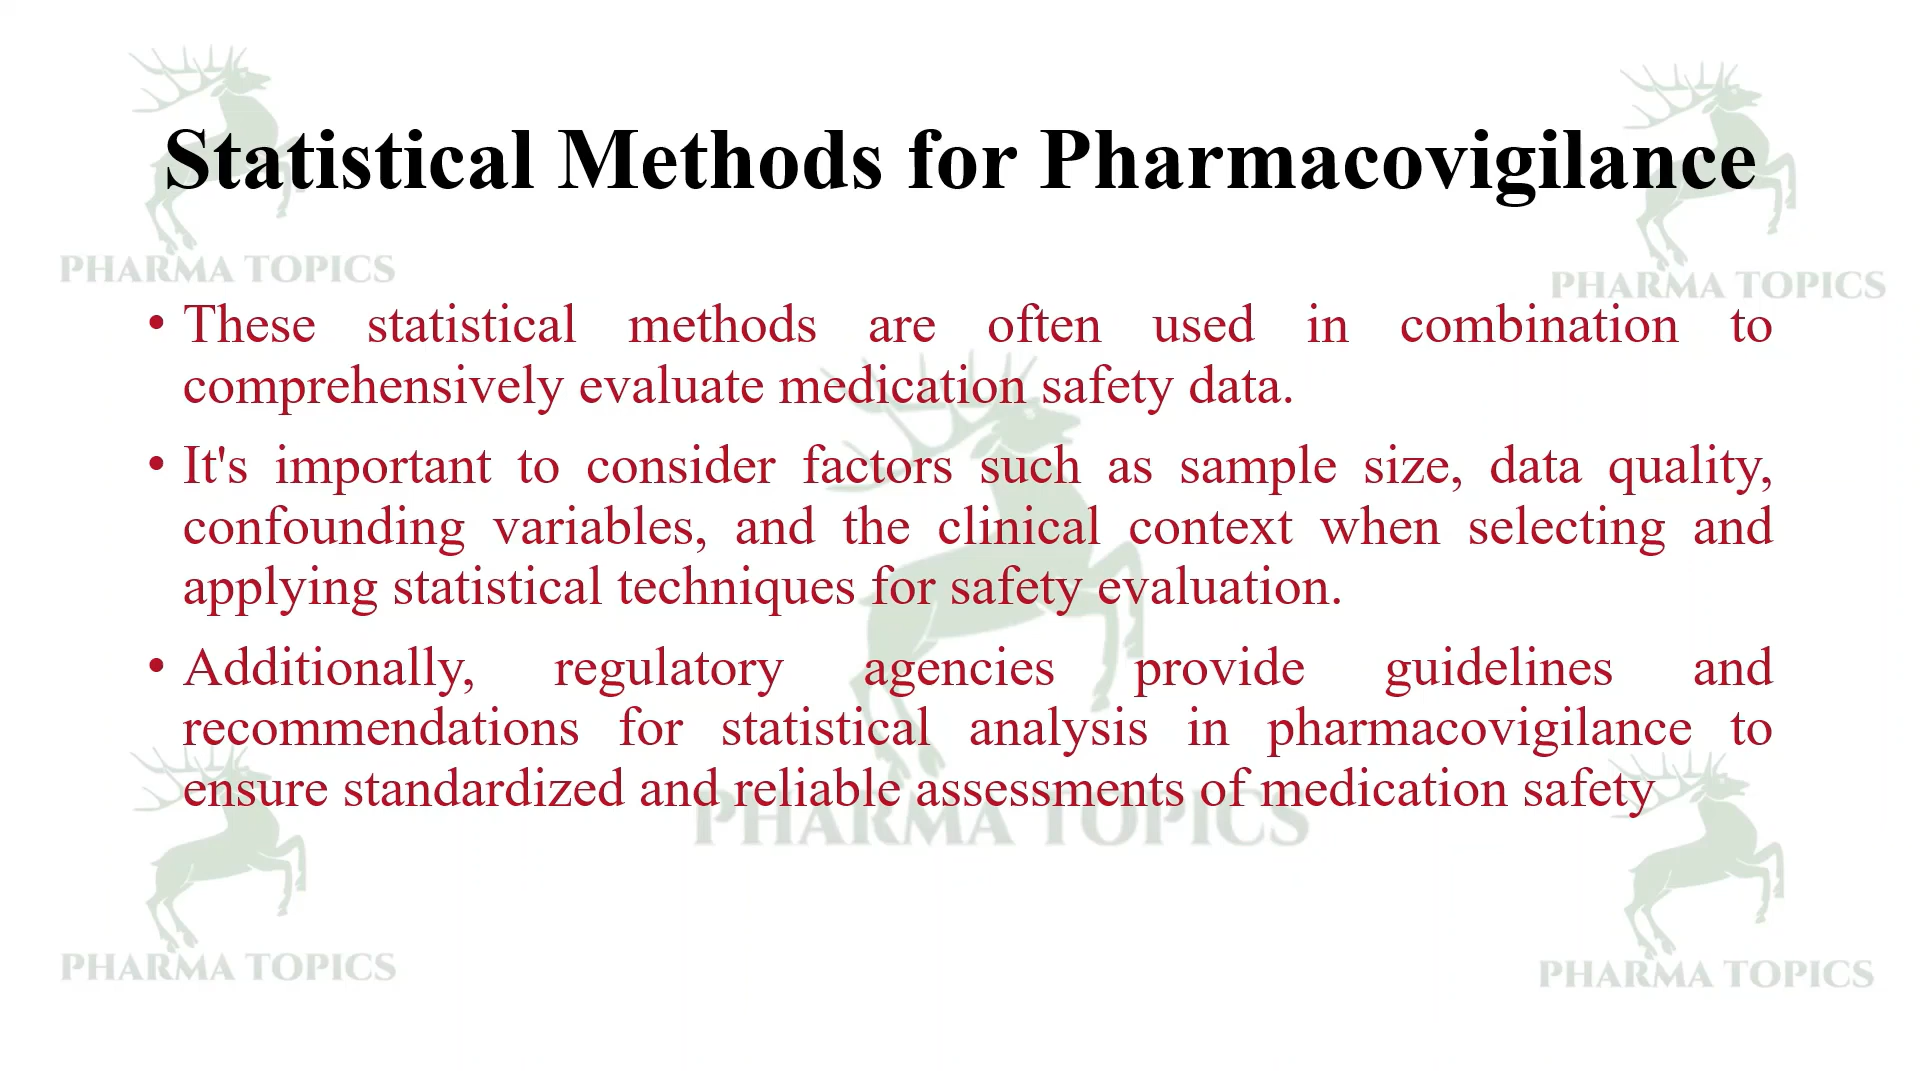 Statistical Methods for Pharmacovigilance
PHARMA TOPICS
PHARMA TOPICS
• These statistical methods are often used in combination to
comprehensively evaluate medication safety data.
• It's important to consider factors such as sample size, data quality,
confounding variables, and the clinical context when selecting and
applying statistical techniques for safety evaluation.
• Additionally, regulatory agencies provide guidelines and
recommendations for statistical analysis in pharmacovigilance to
ensure standardized and reliable assessments of medication safety
PHARMA TOPICS
PHARMA TOPICS
PHARMA TOPICS